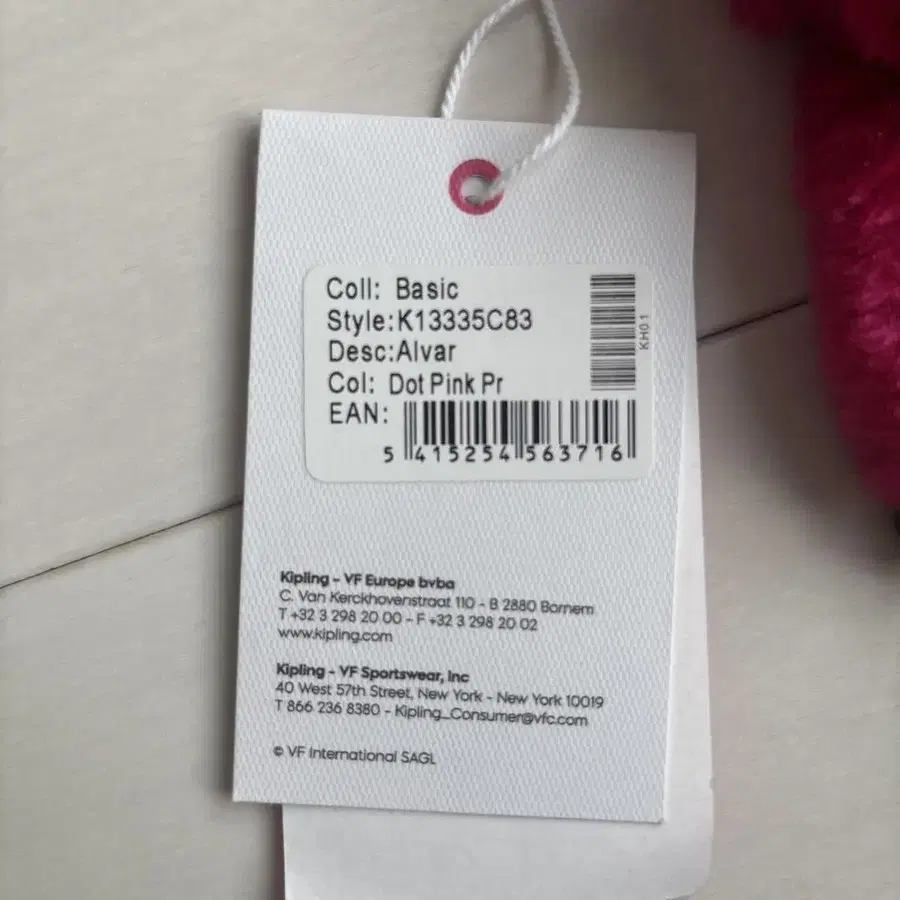 Coll: Basic
Style:K13335C83
Desc:Alvar
Col: Dot Pink Pr
EAN:
5 415254 563716
KH01
Kipling - VF Europe bvba
C. Van Kerckhovenstraat 110 - B 2880 Bornem
T +32 3 298 20 00 - F +32 3 298 20 02
www.kipling.com
Kipling - VF Sportswear, Inc
40 West 57th Street, New York - New York 10019
T 866 236 8380 - Kipling_Consumer@vfc.com
© VF International SAGL